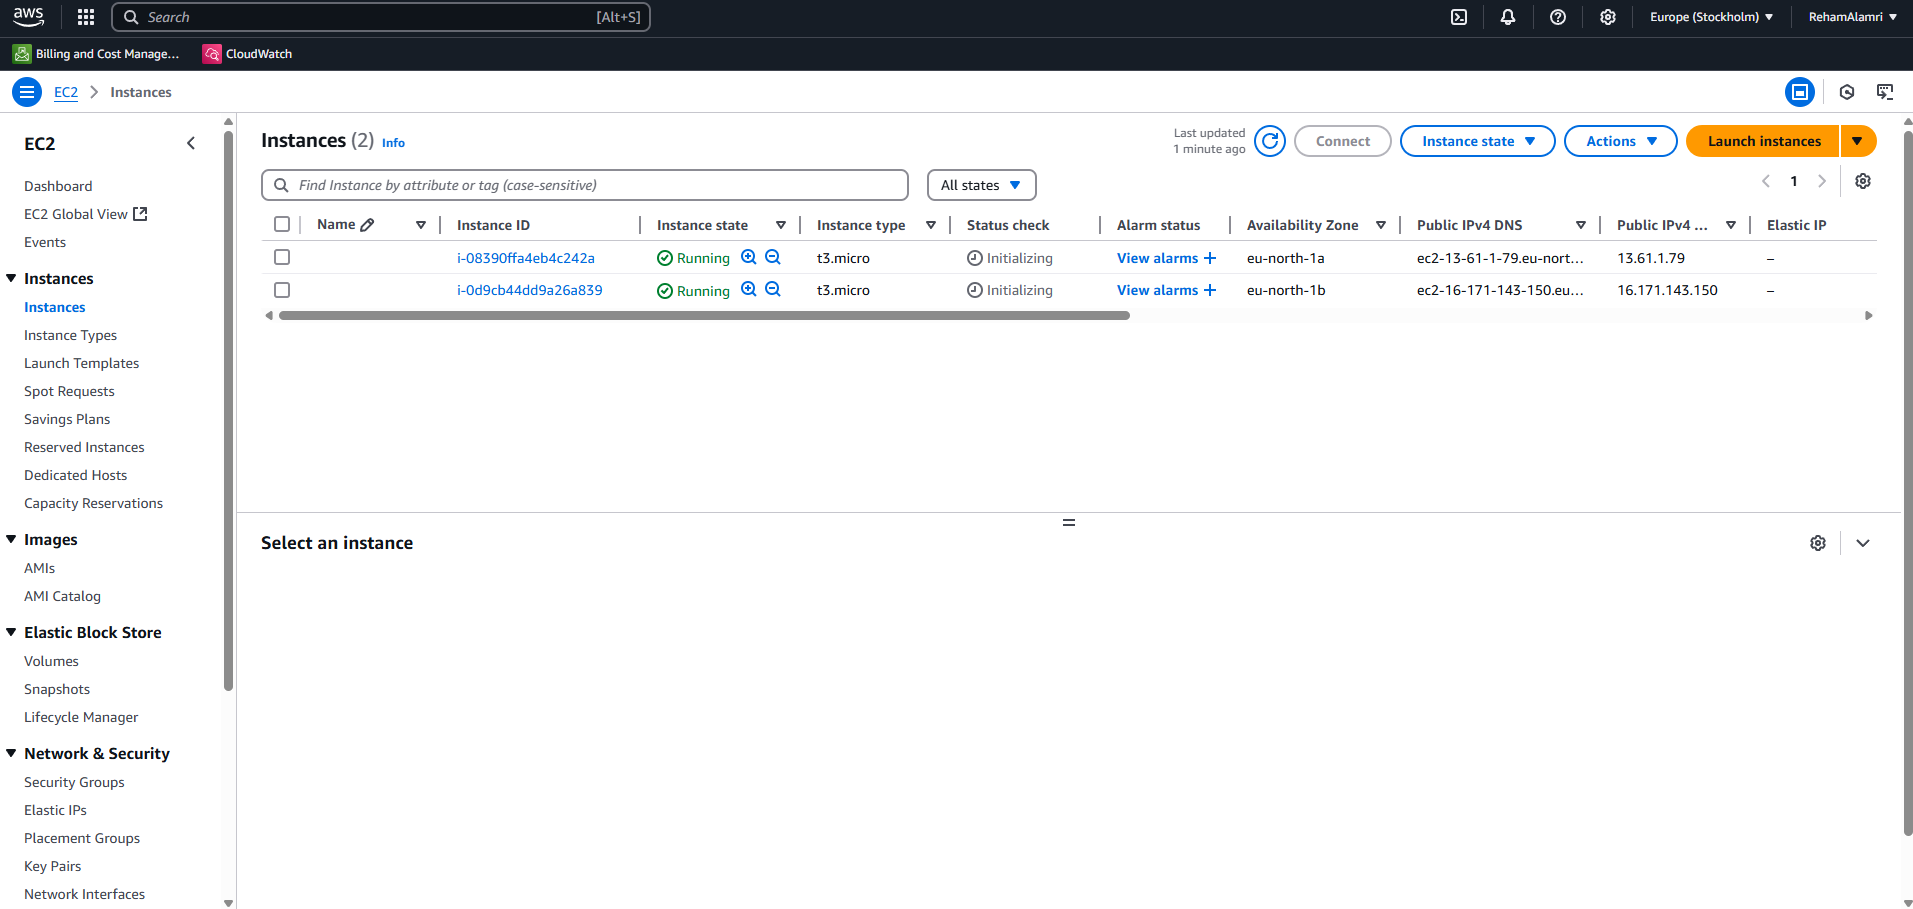 aws
Search [Alt+S]
Europe (Stockholm)
RehamAlamri
Billing and Cost Manage...
CloudWatch
EC2
Instances
EC2
Dashboard
EC2 Global View
Events
Instances
Instances
Instance Types
Launch Templates
Spot Requests
Savings Plans
Reserved Instances
Dedicated Hosts
Capacity Reservations
Images
AMIs
AMI Catalog
Elastic Block Store
Volumes
Snapshots
Lifecycle Manager
Network & Security
Security Groups
Elastic IPs
Placement Groups
Key Pairs
Network Interfaces
Instances (2) Info
Last updated
1 minute ago
Connect
Instance state
Actions
Launch instances
Find Instance by attribute or tag (case-sensitive)
All states
1
Name Instance ID Instance state Instance type Status check Alarm status Availability Zone Public IPv4 DNS Public IPv4 ... Elastic IP
i-08390ffa4eb4c242a Running t3.micro Initializing View alarms + eu-north-1a ec2-13-61-1-79.eu-nort... 13.61.1.79 –
i-0d9cb44dd9a26a839 Running t3.micro Initializing View alarms + eu-north-1b ec2-16-171-143-150.eu... 16.171.143.150 –
Select an instance